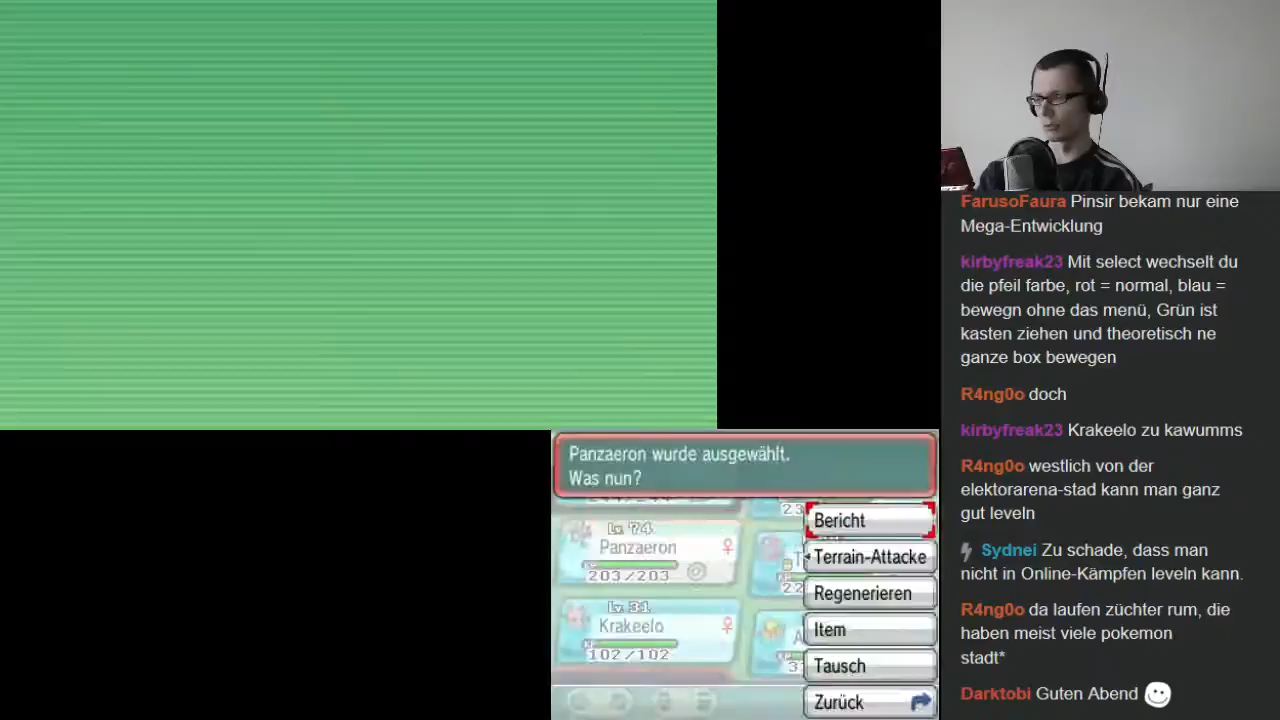 Panzaeron wurde ausgewählt.
Was nun?
Lv. 74
Panzaeron ♀
203/203
Lv. 31
Krakeelo ♀
102/102
Bericht
Terrain-Attacke
Regenerieren
Item
Tausch
Zurück
FarusoFaura Pinsir bekam nur eine
Mega-Entwicklung
kirbyfreak23 Mit select wechselt du
die pfeil farbe, rot = normal, blau =
bewegn ohne das menü, Grün ist
kasten ziehen und theoretisch ne
ganze box bewegen
R4ng0o doch
kirbyfreak23 Krakeelo zu kawumms
R4ng0o westlich von der
elektorarena-stad kann man ganz
gut leveln
Sydnei Zu schade, dass man
nicht in Online-Kämpfen leveln kann.
R4ng0o da laufen züchter rum, die
haben meist viele pokemon
stadt*
Darktobi Guten Abend